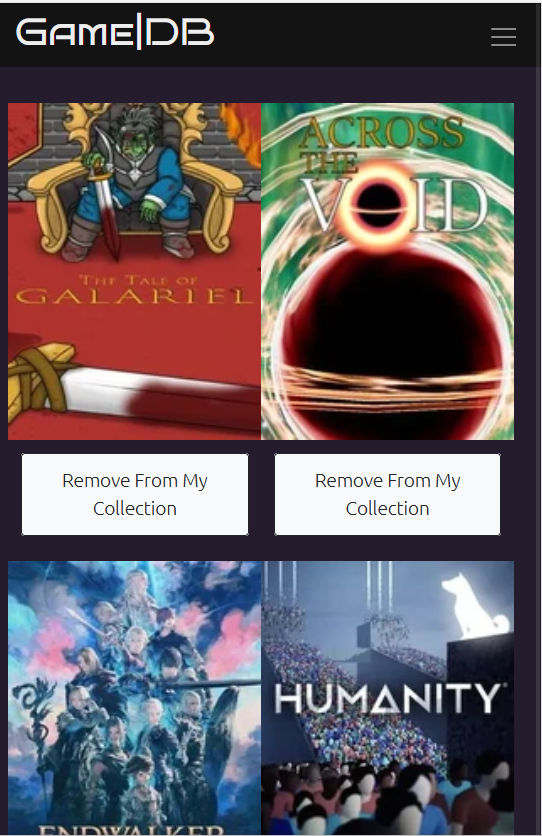 GAME|DB
THE TALE OF
GALARIEL
ACROSS
THE
VOID
Remove From My
Collection
Remove From My
Collection
ENDWALKER
HUMANITY